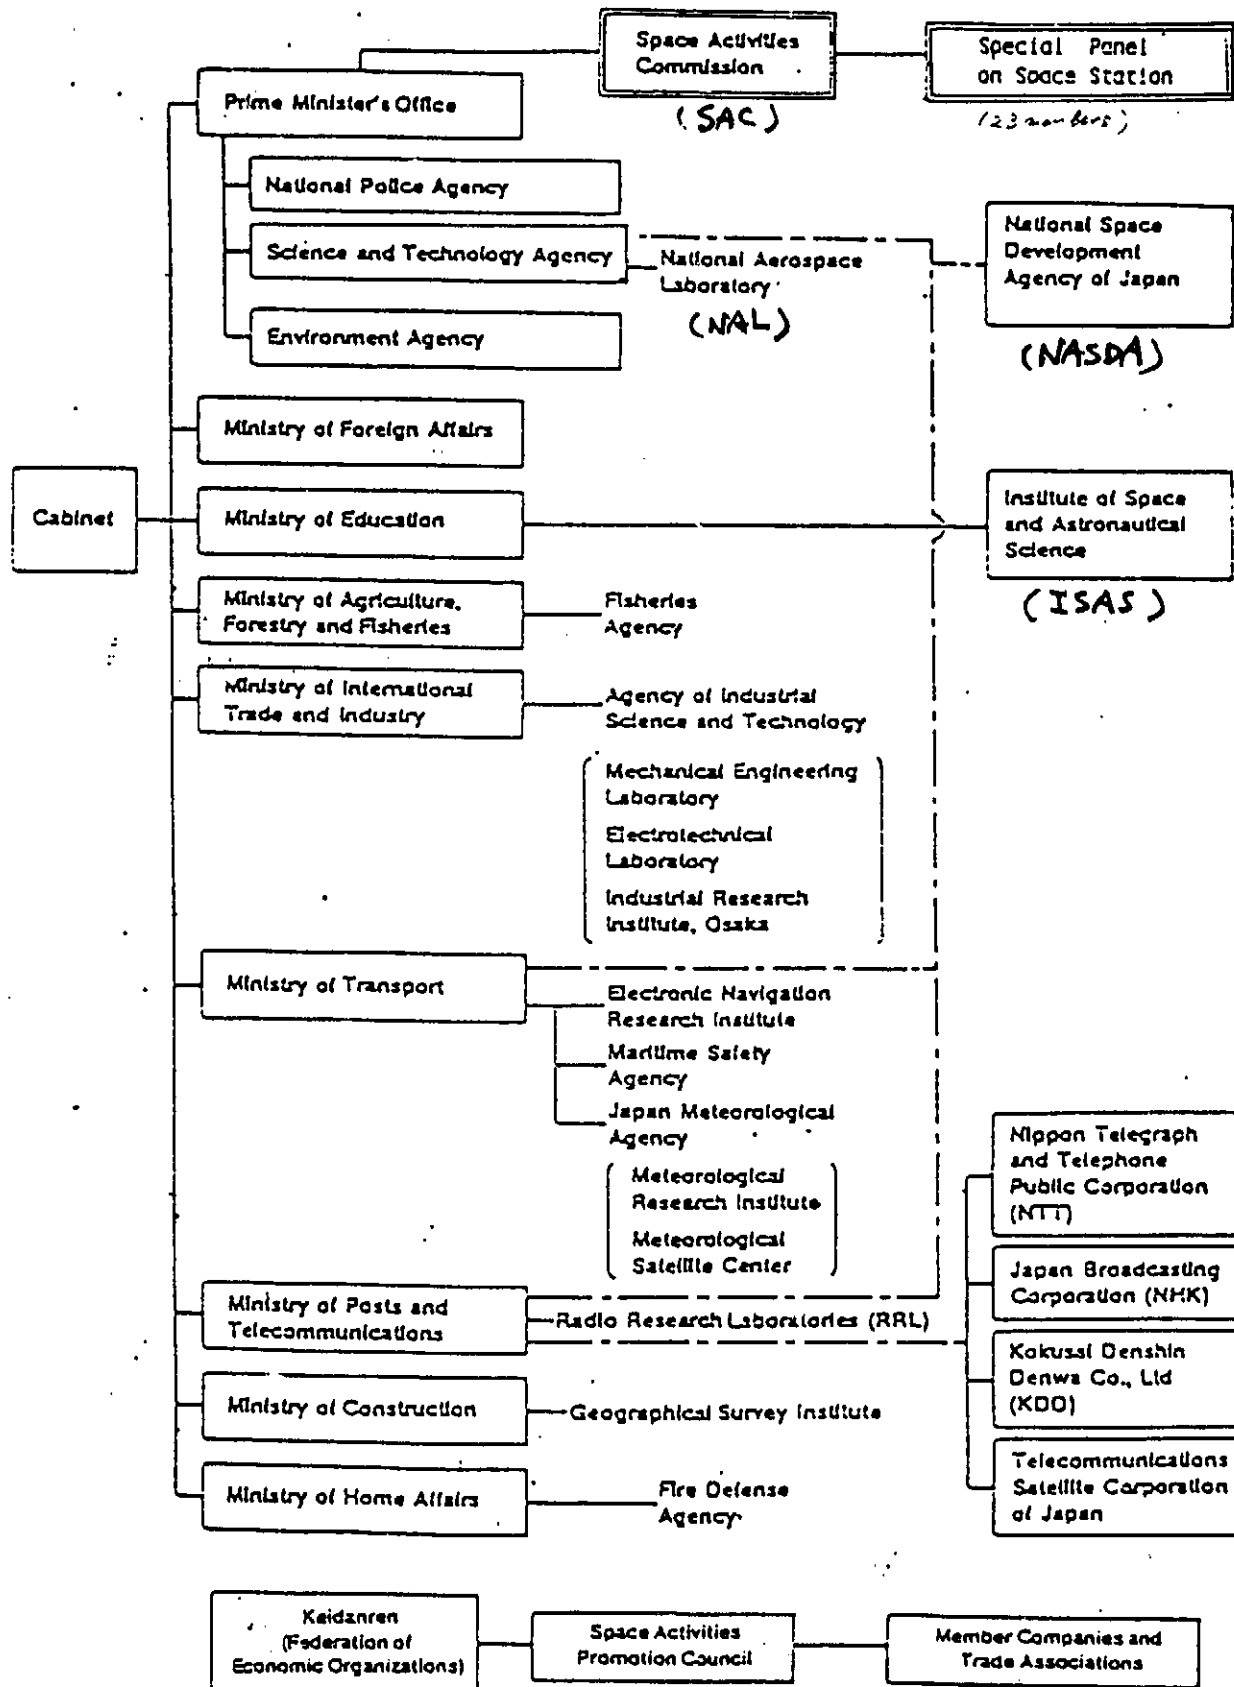 Space Activities
Commission
(SAC)
Special Panel
on Space Station
(23 members)
Prime Minister's Office
National Police Agency
Science and Technology Agency
National Aerospace
Laboratory
(NAL)
National Space
Development
Agency of Japan
(NASDA)
Environment Agency
Ministry of Foreign Affairs
Cabinet
Ministry of Education
Institute of Space
and Astronautical
Science
(ISAS)
Ministry of Agriculture,
Forestry and Fisheries
Fisheries
Agency
Ministry of International
Trade and Industry
Agency of Industrial
Science and Technology
Mechanical Engineering
Laboratory
Electrotechnical
Laboratory
Industrial Research
Institute, Osaka
Ministry of Transport
Electronic Navigation
Research Institute
Maritime Safety
Agency
Japan Meteorological
Agency
Meteorological
Research Institute
Meteorological
Satellite Center
Nippon Telegraph
and Telephone
Public Corporation
(NTT)
Japan Broadcasting
Corporation (NHK)
Kokusai Denshin
Denwa Co., Ltd
(KDD)
Telecommunications
Satellite Corporation
of Japan
Ministry of Posts and
Telecommunications
Radio Research Laboratories (RRL)
Ministry of Construction
Geographical Survey Institute
Ministry of Home Affairs
Fire Defense
Agency
Keidanren
(Federation of
Economic Organizations)
Space Activities
Promotion Council
Member Companies and
Trade Associations